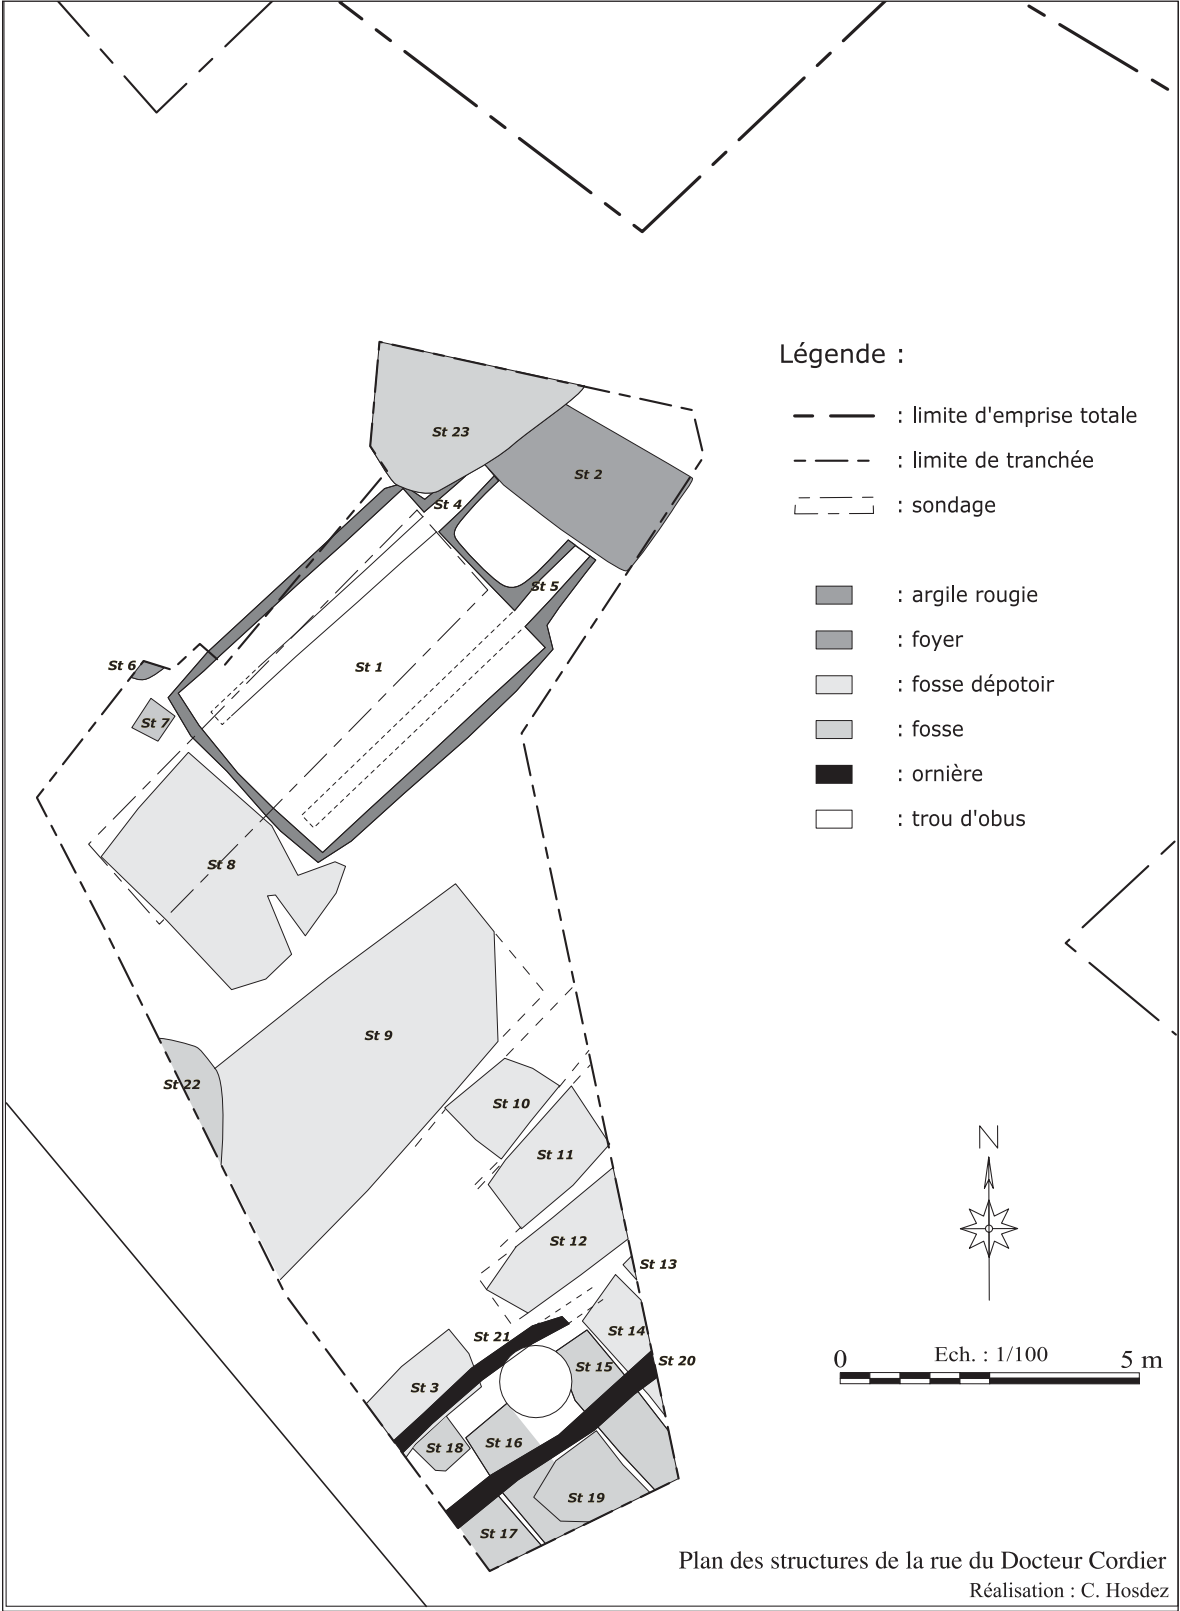 Légende :
: limite d'emprise totale
: limite de tranchée
: sondage
: argile rougie
: foyer
: fosse dépotoir
: fosse
: ornière
: trou d'obus
St 23
St 2
St 4
St 5
St 6
St 1
St 7
St 8
St 9
St 22
St 10
St 11
St 12
St 13
St 14
St 21
St 15
St 20
St 3
St 18
St 16
St 19
St 17
N
0 Ech. : 1/100 5 m
Plan des structures de la rue du Docteur Cordier
Réalisation : C. Hosdez